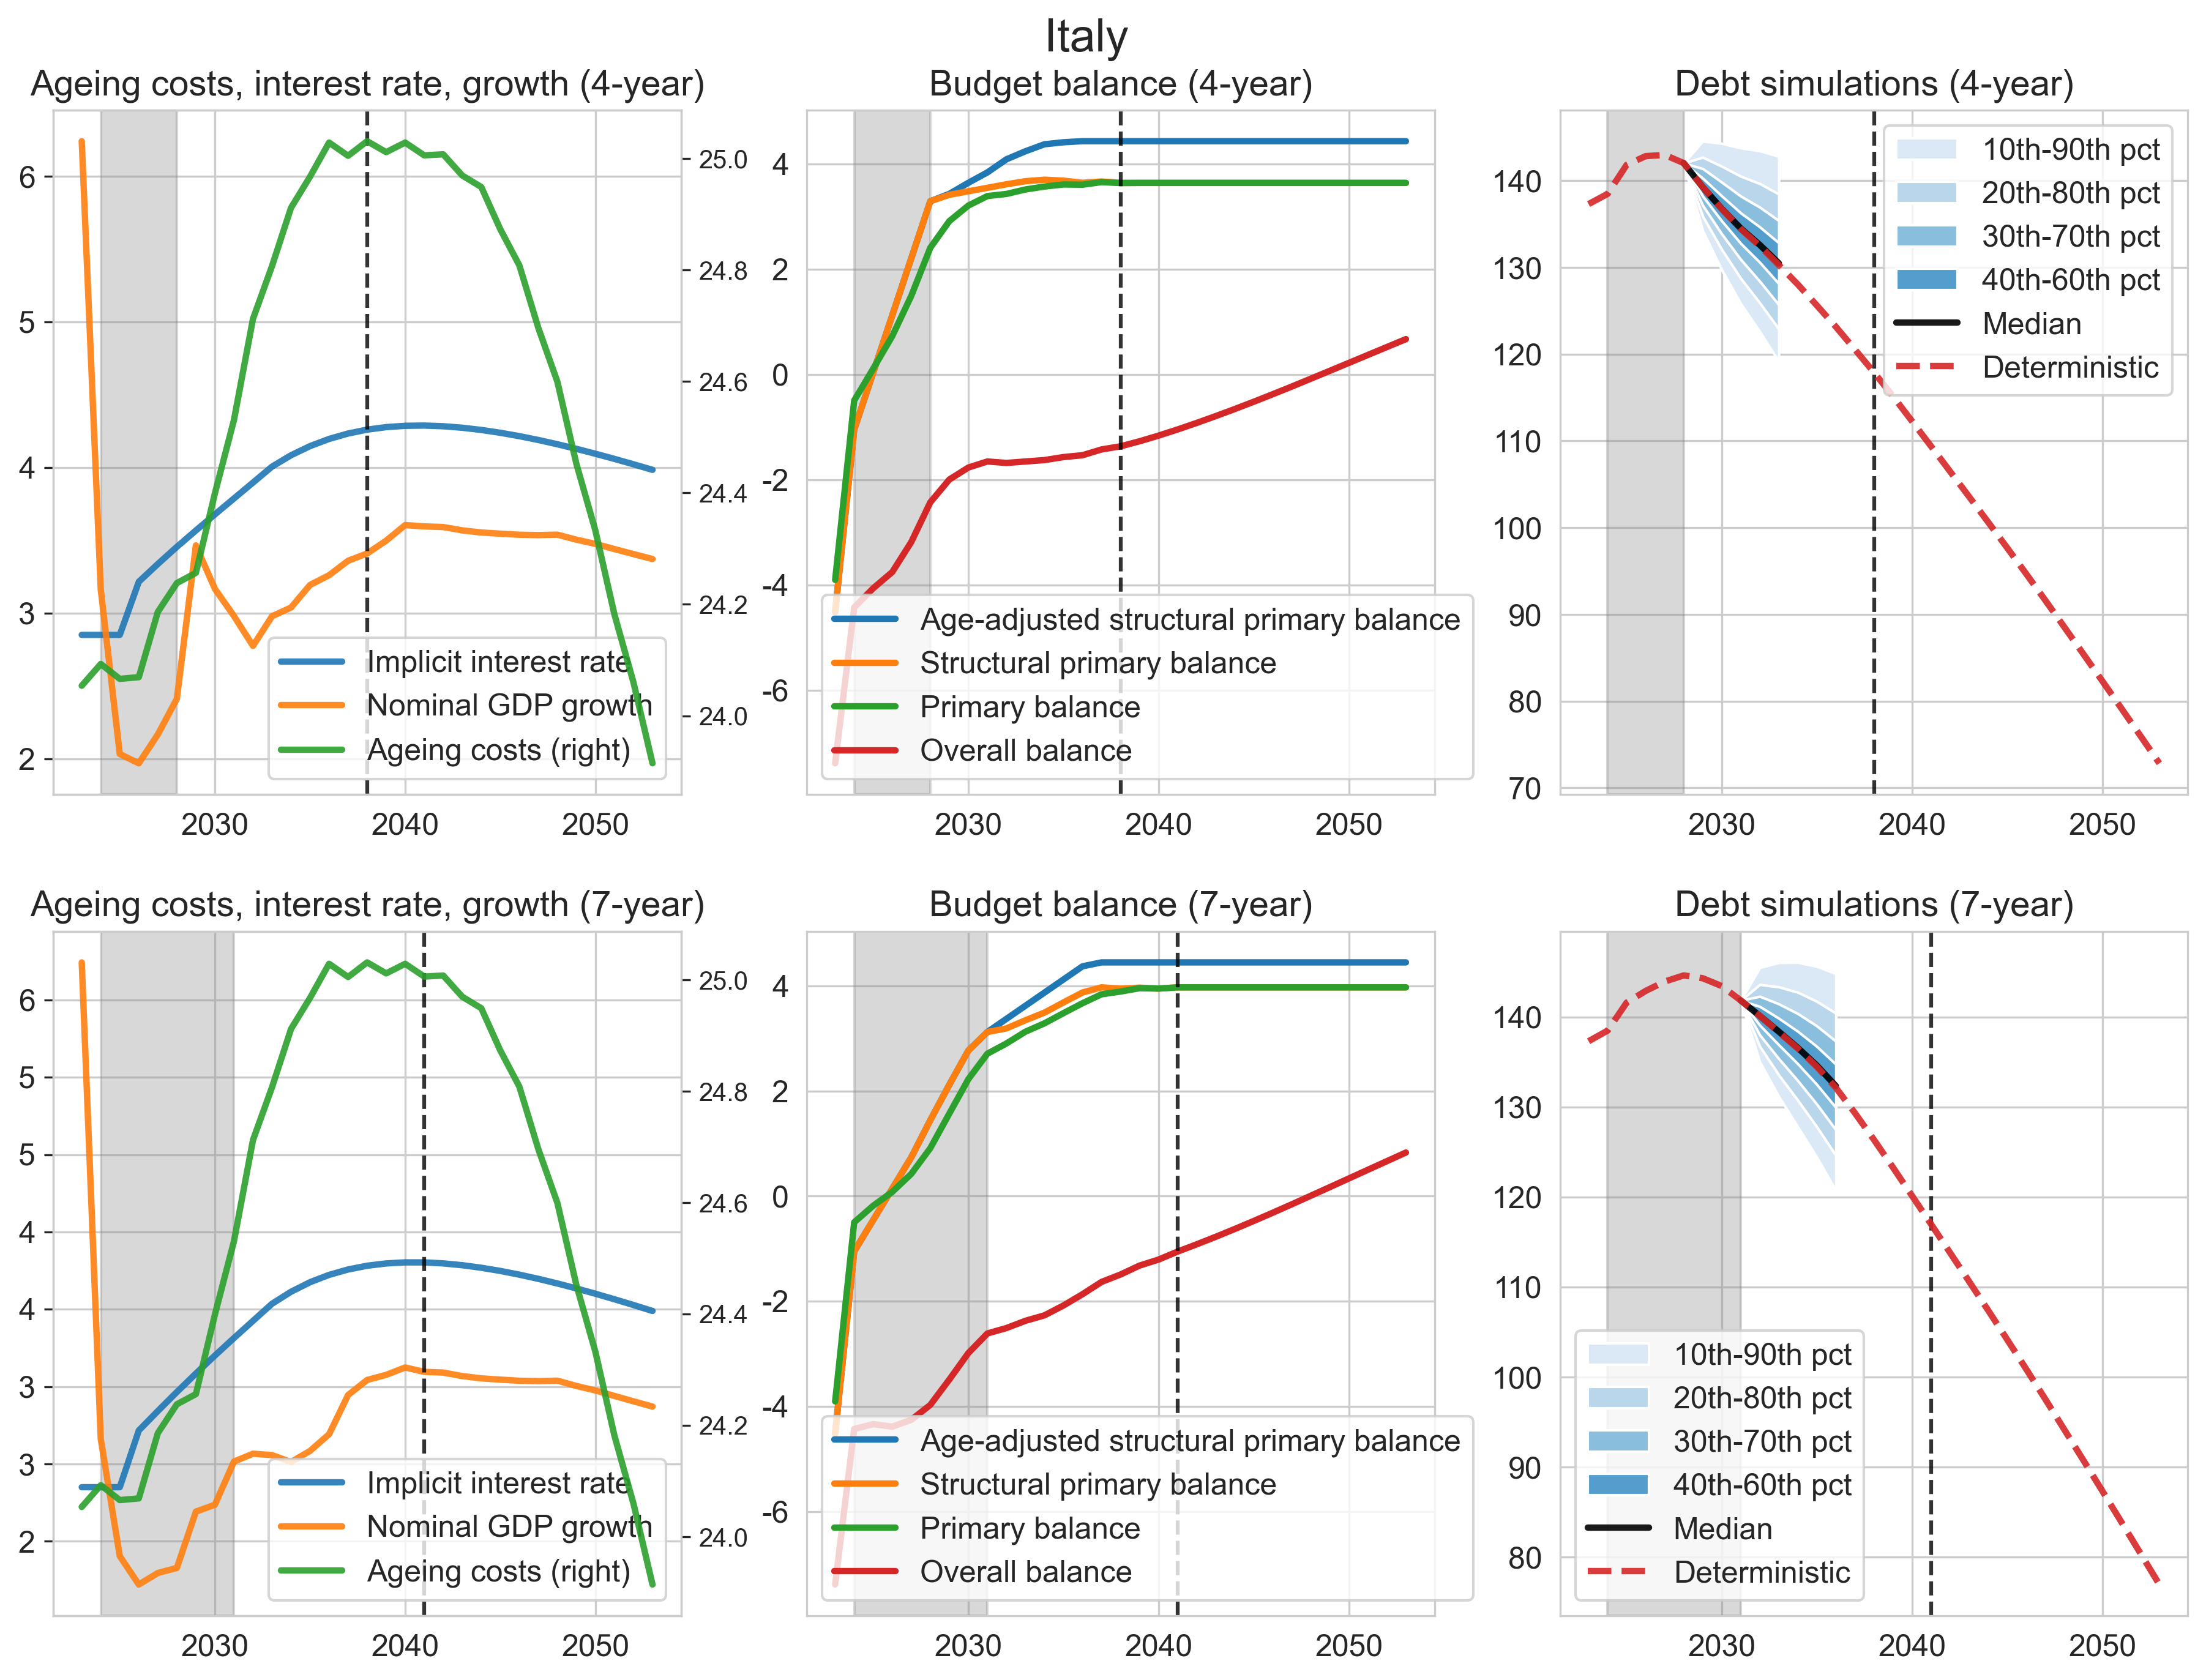 Italy
Ageing costs, interest rate, growth (4-year)
6
5
4
3
2
25.0
24.8
24.6
24.4
24.2
24.0
2030
2040
2050
Implicit interest rate
Nominal GDP growth
Ageing costs (right)
Budget balance (4-year)
4
2
0
-2
-4
-6
2030
2040
2050
Age-adjusted structural primary balance
Structural primary balance
Primary balance
Overall balance
Debt simulations (4-year)
140
130
120
110
100
90
80
70
2030
2040
2050
10th-90th pct
20th-80th pct
30th-70th pct
40th-60th pct
Median
Deterministic
Ageing costs, interest rate, growth (7-year)
6
5
5
4
4
3
3
2
25.0
24.8
24.6
24.4
24.2
24.0
2030
2040
2050
Implicit interest rate
Nominal GDP growth
Ageing costs (right)
Budget balance (7-year)
4
2
0
-2
-4
-6
2030
2040
2050
Age-adjusted structural primary balance
Structural primary balance
Primary balance
Overall balance
Debt simulations (7-year)
140
130
120
110
100
90
80
2030
2040
2050
10th-90th pct
20th-80th pct
30th-70th pct
40th-60th pct
Median
Deterministic